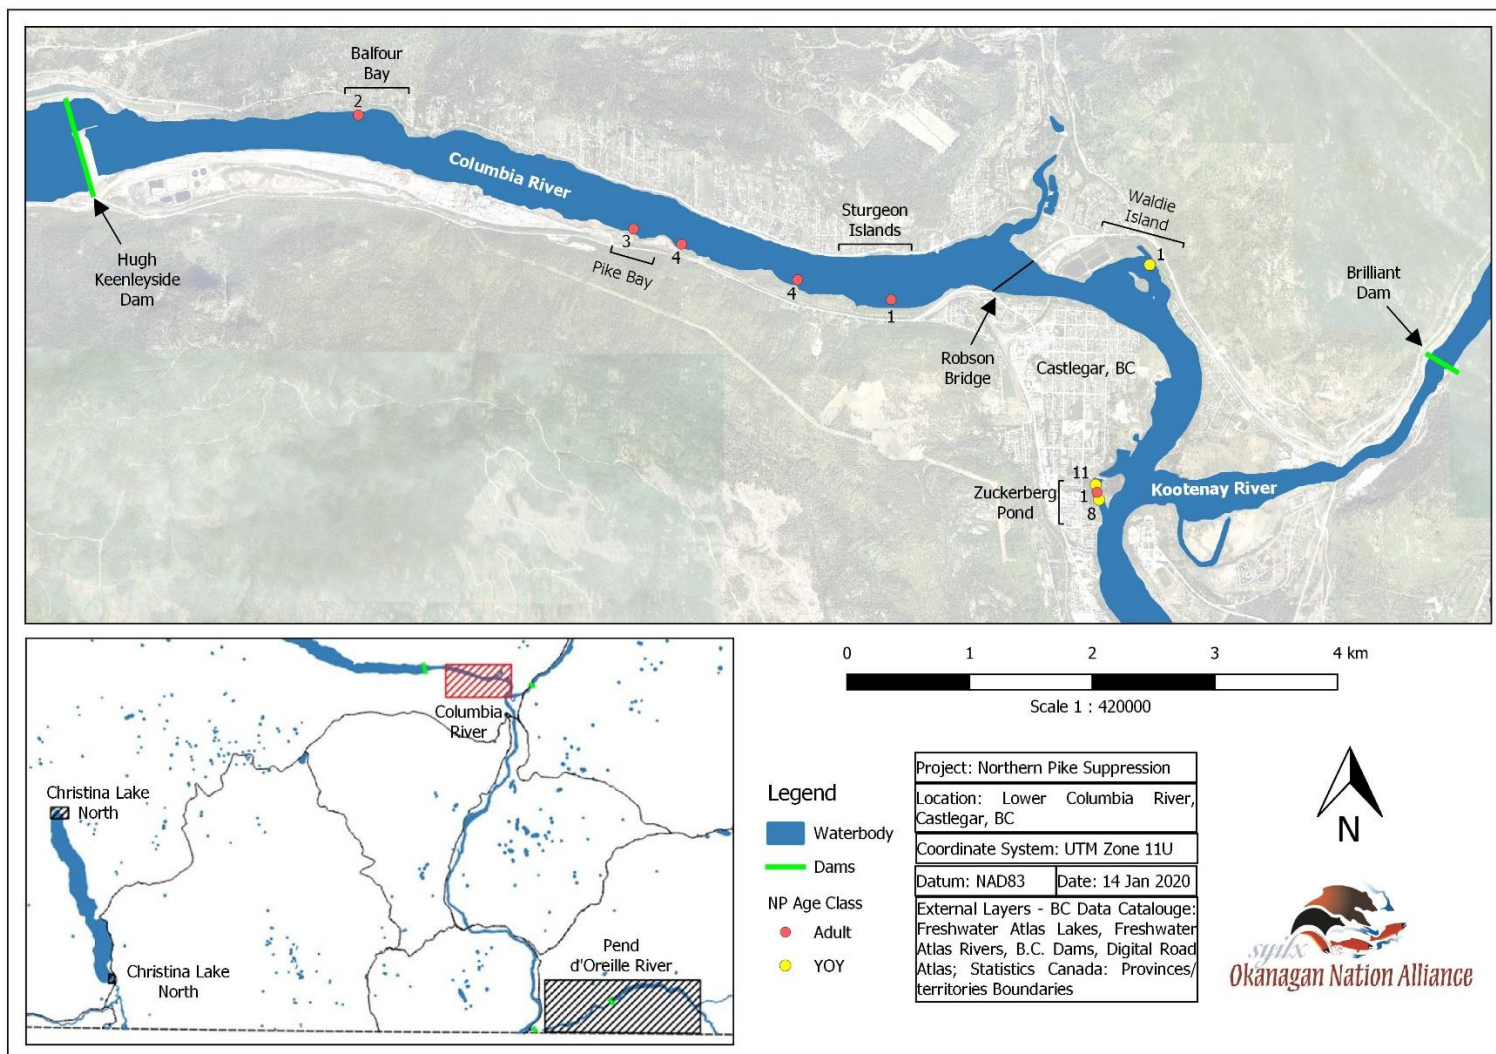 Balfour
Bay
2
Columbia River
Hugh
Keenleyside
Dam
3
Pike Bay
4
4
Sturgeon
Islands
1
Waldie
Island
1
Brilliant
Dam
Robson
Bridge
Castlegar, BC
Zuckerberg
Pond
11
1
8
Kootenay River
Columbia
River
Christina Lake
North
Christina Lake
North
Pend
d'Oreille River
0 1 2 3 4 km
Scale 1 : 420000
Legend
Waterbody
Dams
NP Age Class
Adult
YOY
Project: Northern Pike Suppression
Location: Lower Columbia River,
Castlegar, BC
Coordinate System: UTM Zone 11U
Datum: NAD83 Date: 14 Jan 2020
External Layers - BC Data Catalouge:
Freshwater Atlas Lakes, Freshwater
Atlas Rivers, B.C. Dams, Digital Road
Atlas; Statistics Canada: Provinces/
territories Boundaries
N
syilx
Okanagan Nation Alliance